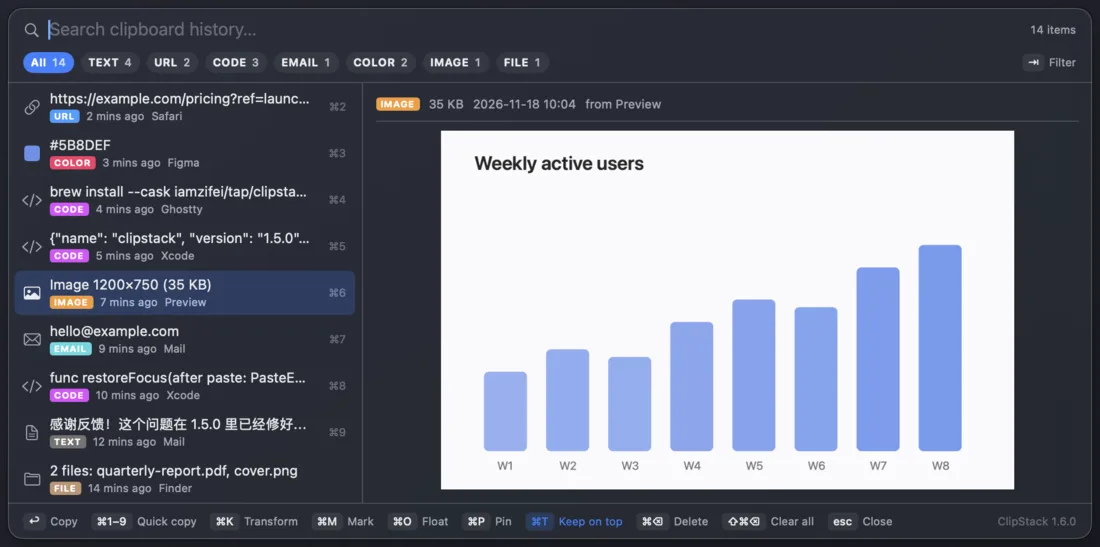 Search clipboard history...
14 items
All 14 TEXT 4 URL 2 CODE 3 EMAIL 1 COLOR 2 IMAGE 1 FILE 1
Filter
https://example.com/pricing?ref=launc...
⌘2
URL 2 mins ago Safari
#5B8DEF
⌘3
COLOR 3 mins ago Figma
brew install --cask iamzifei/tap/clipsta...
⌘4
CODE 4 mins ago Ghostty
{"name": "clipstack", "version": "1.5.0"...
⌘5
CODE 5 mins ago Xcode
Image 1200×750 (35 KB)
⌘6
IMAGE 7 mins ago Preview
hello@example.com
⌘7
EMAIL 9 mins ago Mail
func restoreFocus(after paste: PasteE...
⌘8
CODE 10 mins ago Xcode
感谢反馈！这个问题在 1.5.0 里已经修好...
⌘9
TEXT 12 mins ago Mail
2 files: quarterly-report.pdf, cover.png
FILE 14 mins ago Finder
IMAGE 35 KB 2026-11-18 10:04 from Preview
Weekly active users
W1 W2 W3 W4 W5 W6 W7 W8
↩ Copy ⌘1–9 Quick copy ⌘K Transform ⌘M Mark ⌘O Float ⌘P Pin ⌘T Keep on top ⌘⌫ Delete ⇧⌘⌫ Clear all esc Close
ClipStack 1.6.0